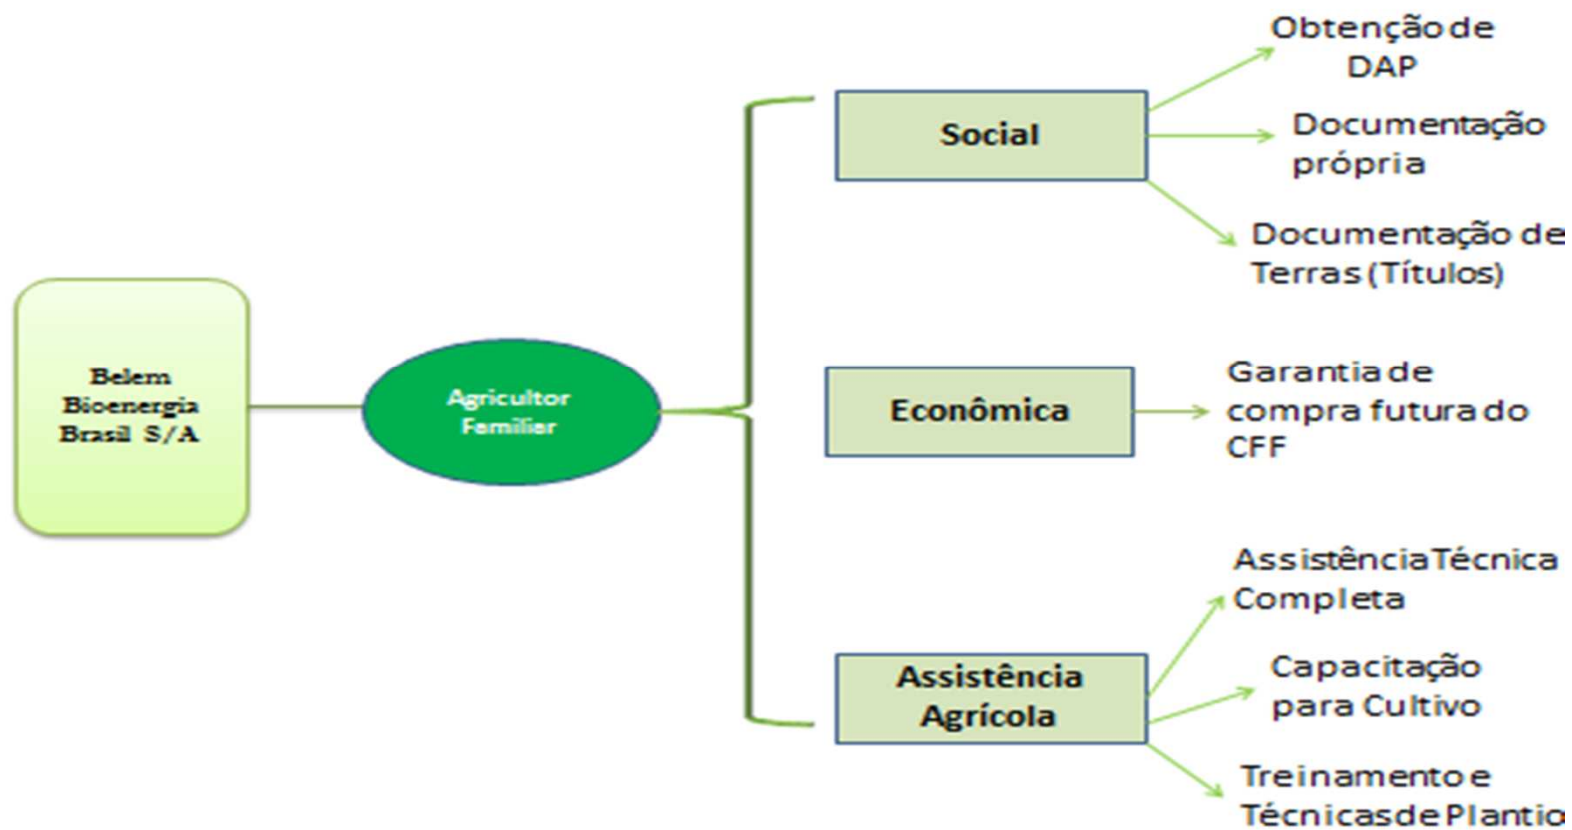 Belem
Bioenergia
Brasil S/A
Agricultor
Familiar
Social
Obtenção de
DAP
Documentação
própria
Documentação de
Terras (Títulos)
Econômica
Garantia de
compra futura do
CFF
Assistência
Agrícola
Assistência Técnica
Completa
Capacitação
para Cultivo
Treinamento e
Técnicas de Plantio